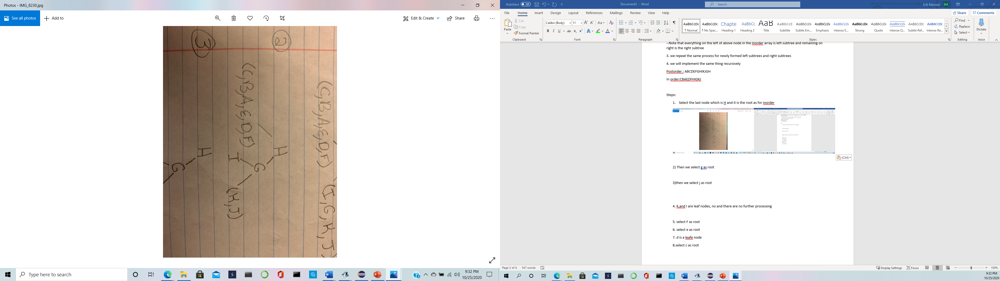 Photos - IMG_8230.jpg
See all photos
Add to
Edit & Create
Share
2
3
(C,B,A,E,D,F)
(I,G,K,J)
H
G
I
(C,B,A,E,D,F)
(K,J)
H
G
Type here to search
9:32 PM
10/25/2020
AutoSave Off
Document3 - Word
Search
Erik Marrero EM
File Home Insert Design Layout References Mailings Review View Help
Share Comments
Paste
Cut
Copy
Format Painter
Clipboard
Calibri (Body) 11
Font
Paragraph
AaBbCcDc AaBbCcDc Chapte AaBbCc AaB AaBbCcD AaBbCcDc AaBbCcDc AaBbCcDc AaBbCcDc AaBbCcDc AaBbCcDc AABBCCDC AABBCCDC
¶ Normal ¶ No Spac... Heading 1 Heading 2 Title Subtitle Subtle Em... Emphasis Intense E... Strong Quote Intense Q... Subtle Ref... Intense Re...
Styles
Find
Replace
Select
Editing
Dictate
Voice
--Note that everything on the left of above node in the inorder array is left subtree and remaining on
right is the right subtree
3. we repeat the same process for newly formed left subtrees and right subtrees
4. we will implement the same thing recursively
Postorder : ABCDEFGHIKJGH
In order:CBAEDFHIGKJ
Steps:
1. Select the last node which is H and it is the root as for inorder
(Ctrl)
2) Then we select g as root
3)then we select j as root
4. K,and I are leaf nodes, no and there are no further processing
5. select F as root
6. select e as root
7. d is a leafe node
8.select c as root
Page 2 of 6 547 words
Display Settings Focus
100%
9:32 PM
10/25/2020